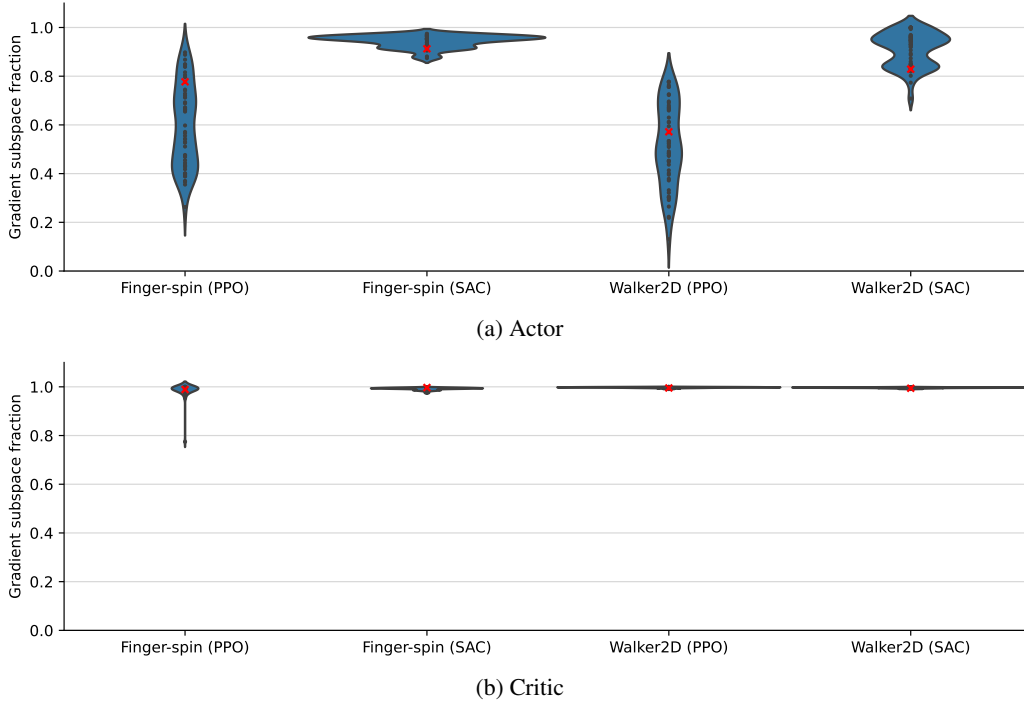 Gradient subspace fraction
1.0
0.8
0.6
0.4
0.2
0.0
Finger-spin (PPO) Finger-spin (SAC) Walker2D (PPO) Walker2D (SAC)
(a) Actor
Gradient subspace fraction
1.0
0.8
0.6
0.4
0.2
0.0
Finger-spin (PPO) Finger-spin (SAC) Walker2D (PPO) Walker2D (SAC)
(b) Critic